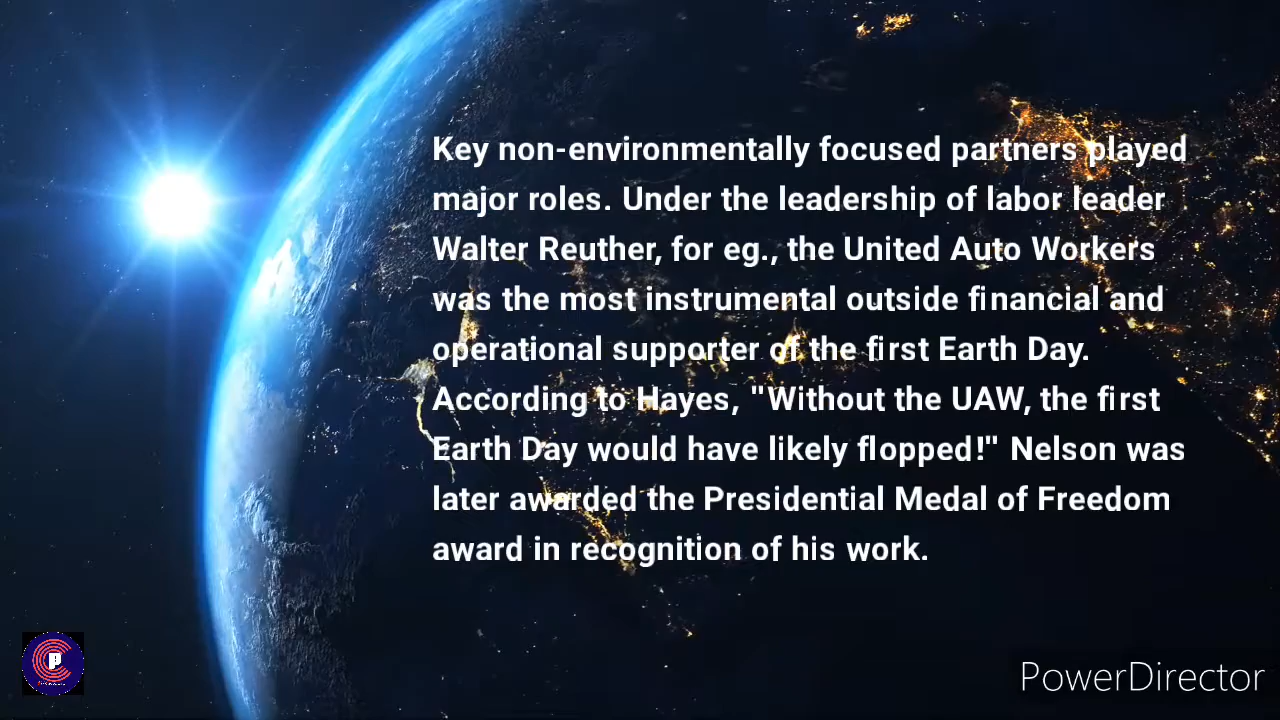 Key non-environmentally focused partners played
major roles. Under the leadership of labor leader
Walter Reuther, for eg., the United Auto Workers
was the most instrumental outside financial and
operational supporter of the first Earth Day.
According to Hayes, "Without the UAW, the first
Earth Day would have likely flopped!" Nelson was
later awarded the Presidential Medal of Freedom
award in recognition of his work.
P
PowerDirector